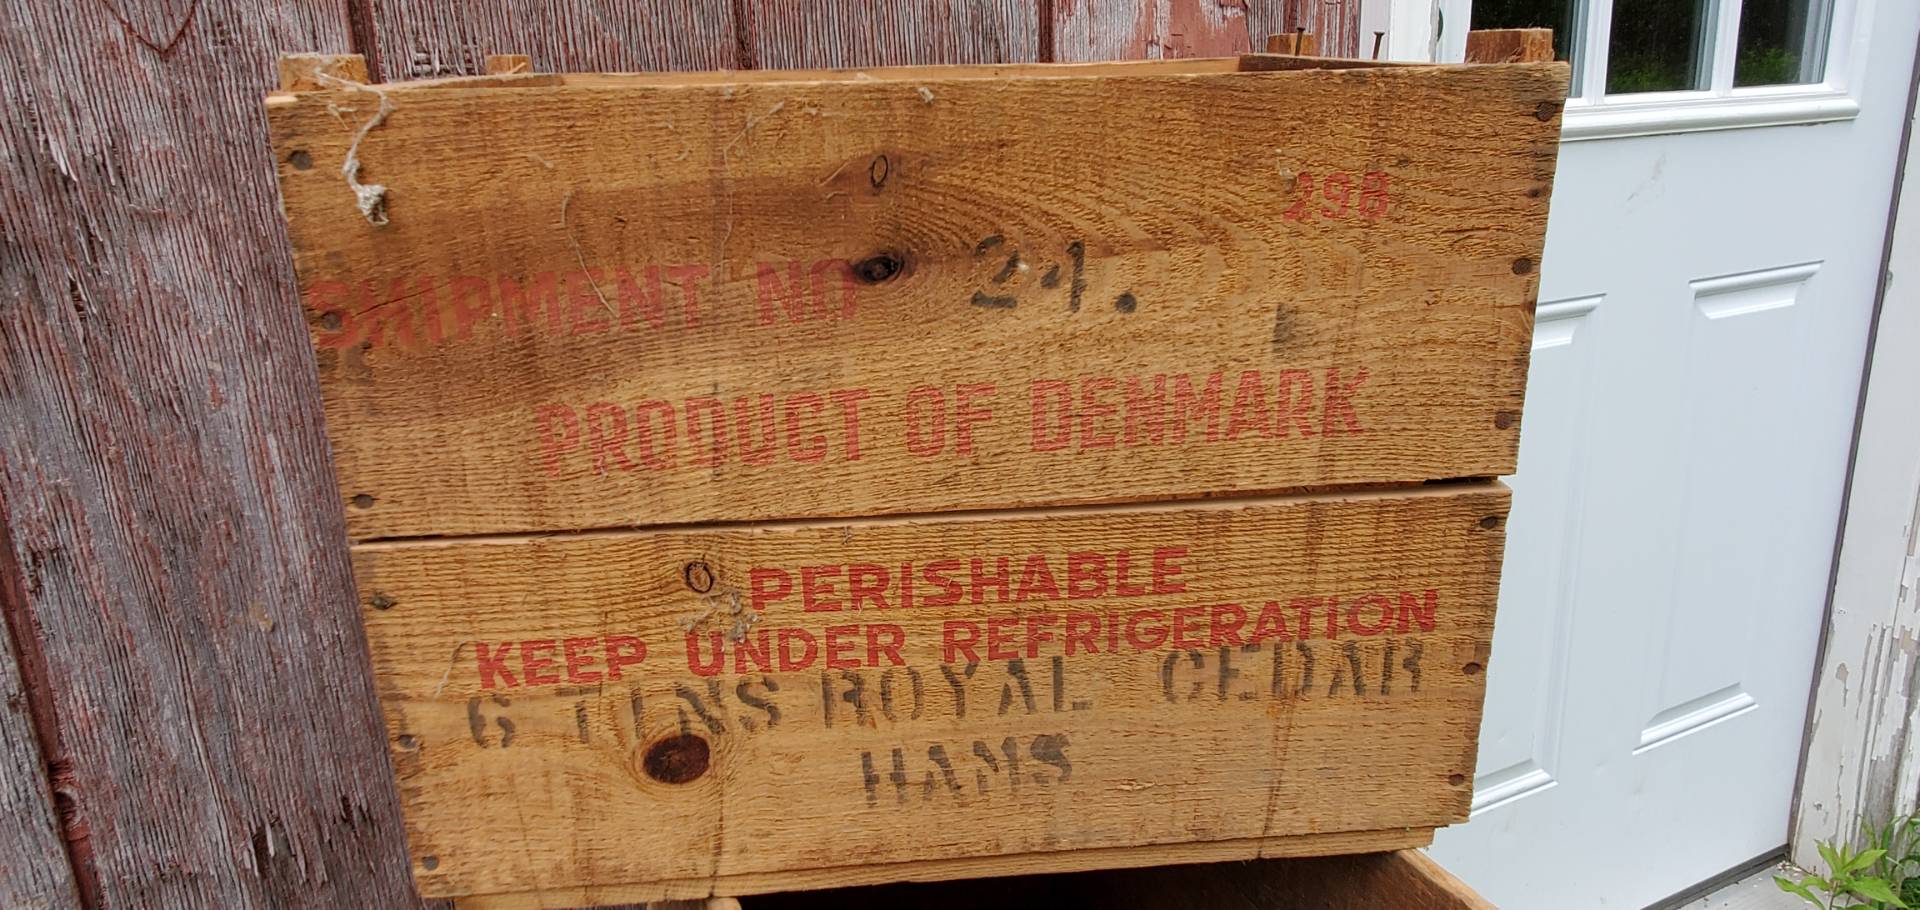 298
SHIPMENT NO 24.
PRODUCT OF DENMARK
PERISHABLE
KEEP UNDER REFRIGERATION
6 TINS ROYAL CEDAR
HAMS